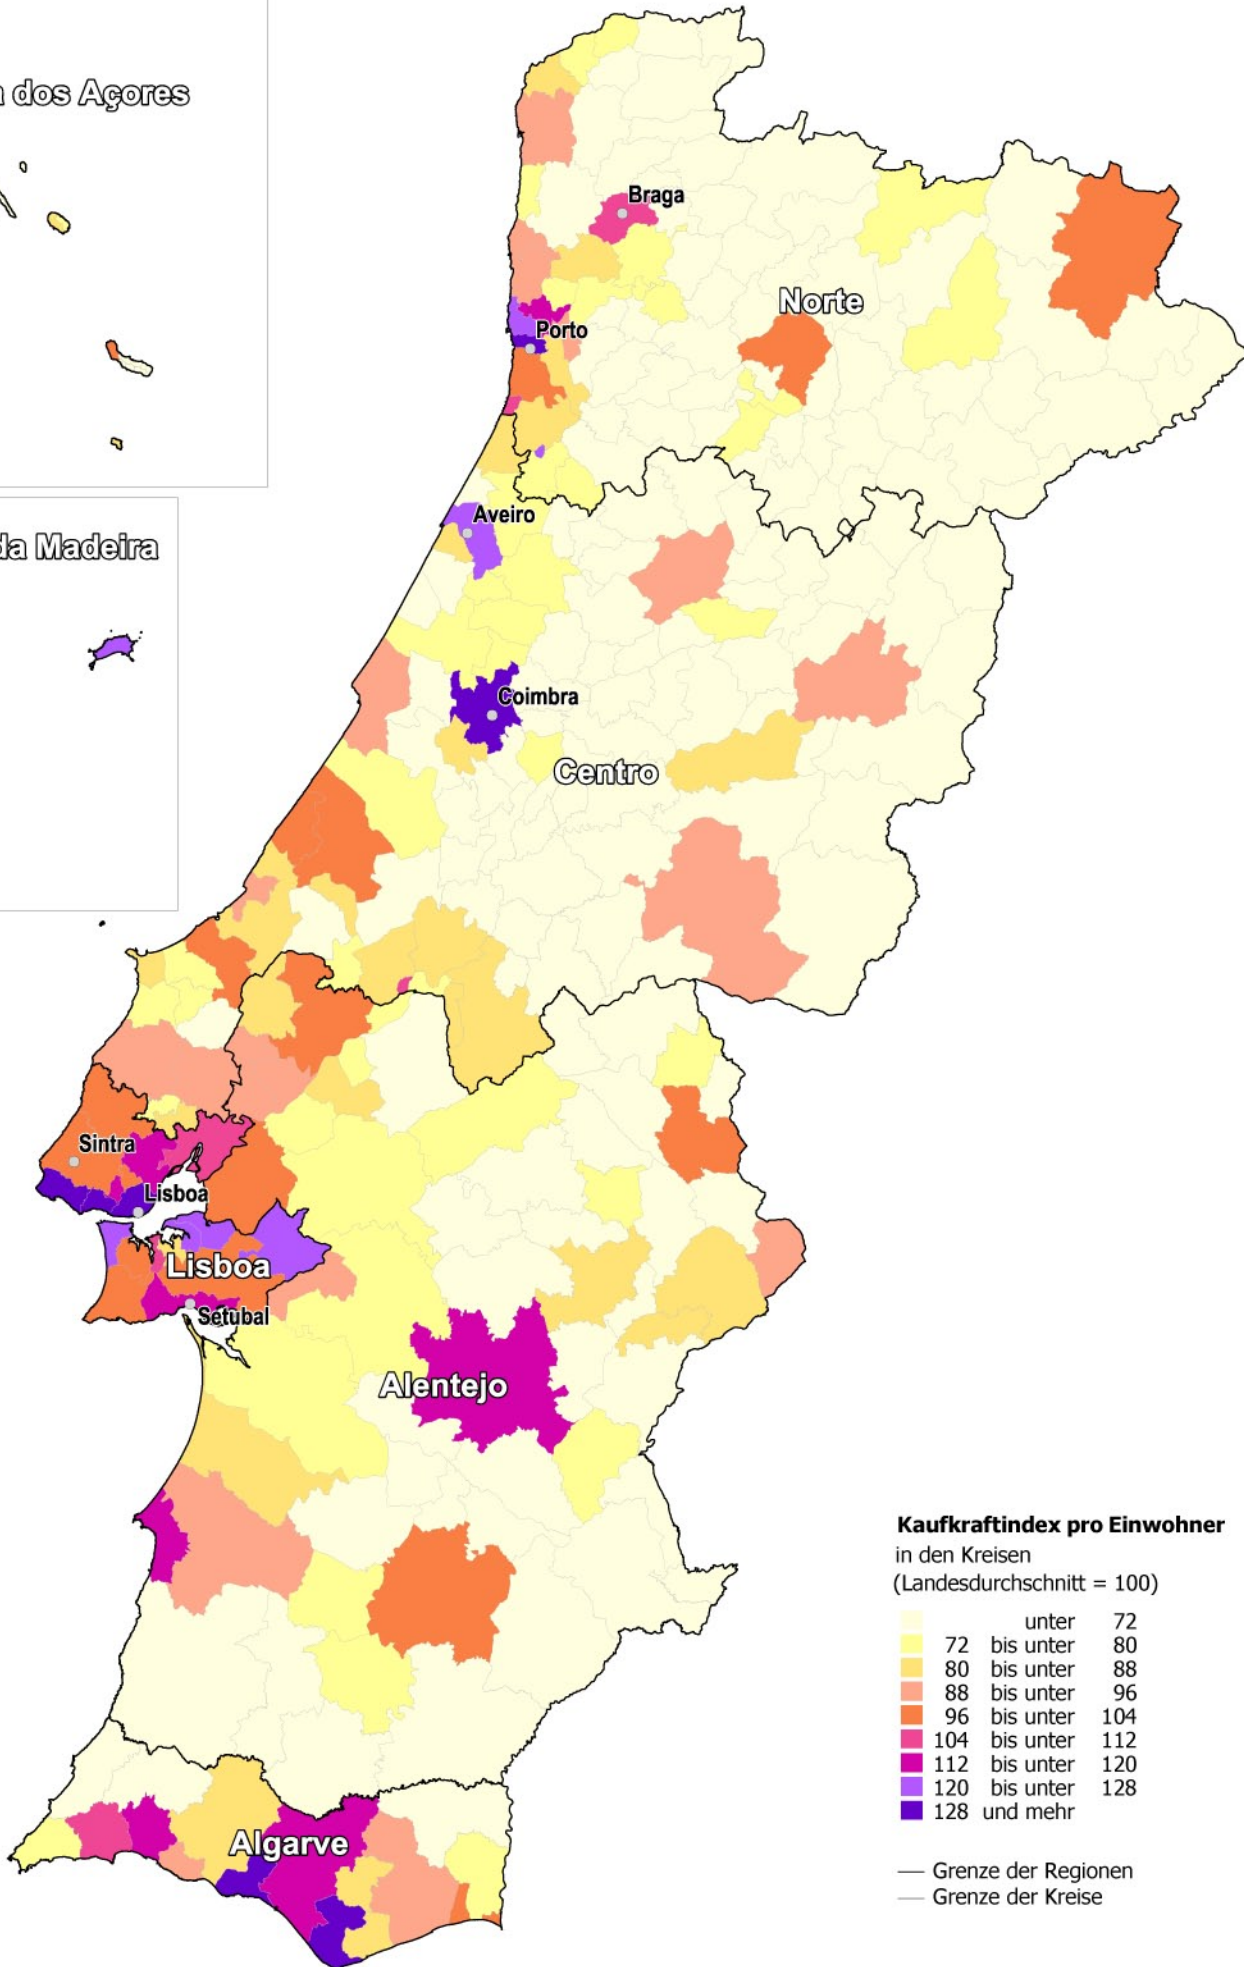 dos Açores
da Madeira
Braga
Norte
Porto
Aveiro
Coimbra
Centro
Sintra
Lisboa
Lisboa
Setubal
Alentejo
Algarve
Kaufkraftindex pro Einwohner
in den Kreisen
(Landesdurchschnitt = 100)
unter 72
72 bis unter 80
80 bis unter 88
88 bis unter 96
96 bis unter 104
104 bis unter 112
112 bis unter 120
120 bis unter 128
128 und mehr
Grenze der Regionen
Grenze der Kreise